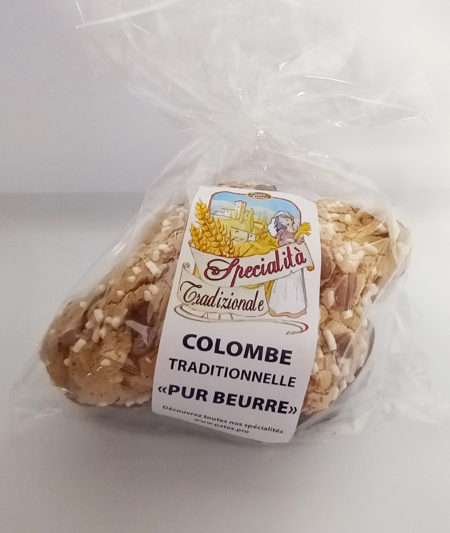 Specialità
Tradizionale
COLOMBE
TRADITIONNELLE
«PUR BEURRE»
Découvrez toutes nos spécialités
www.pates.pro